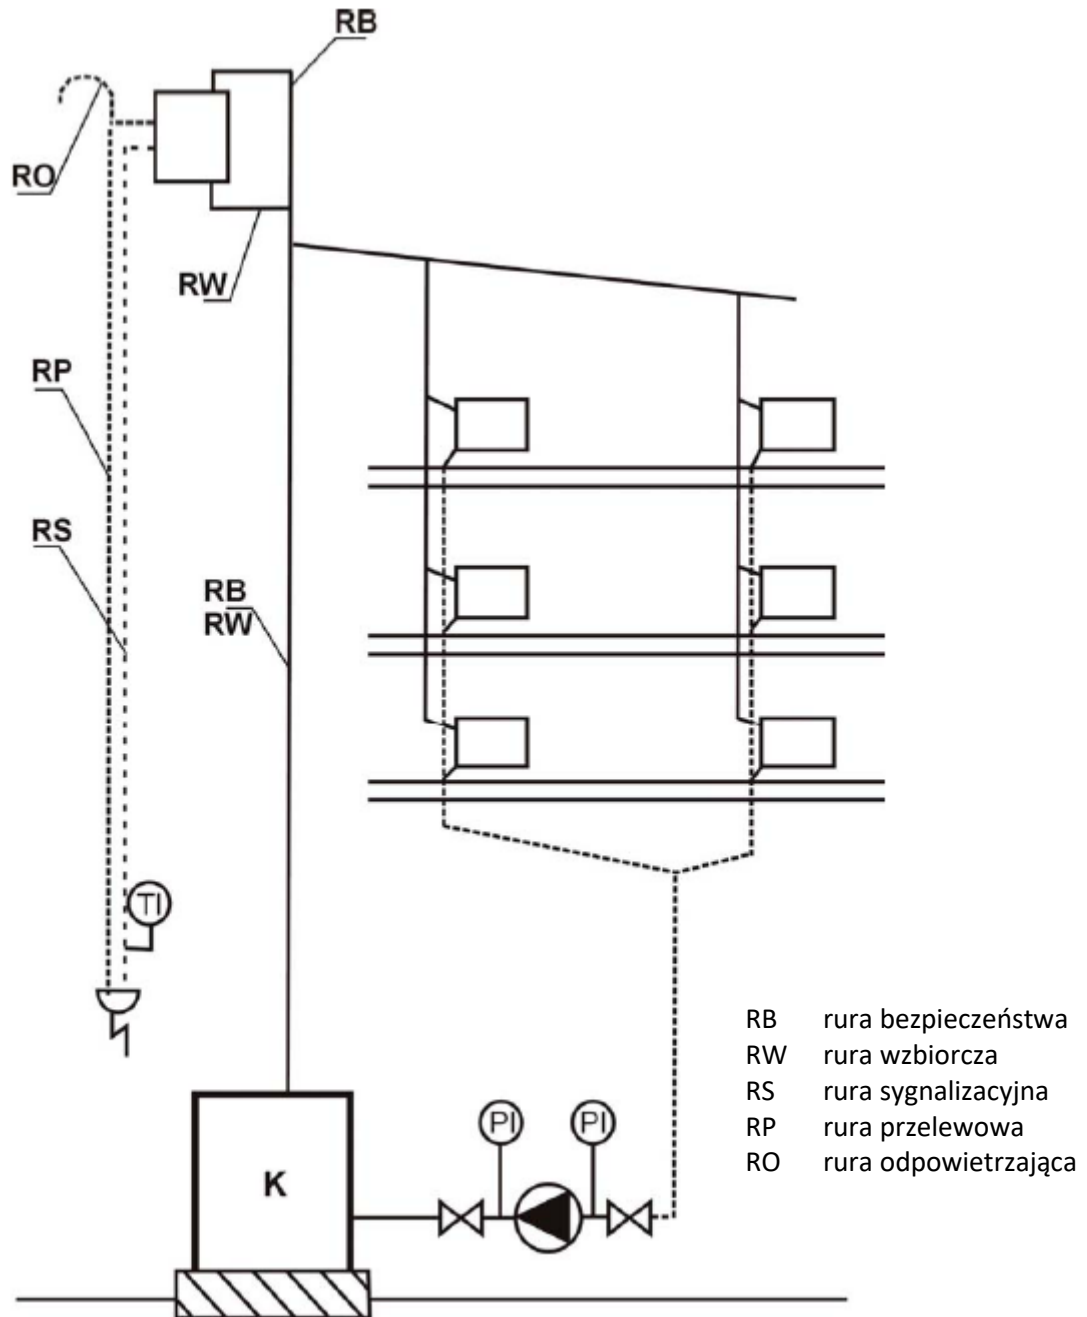 RB
RO
RW
RP
RS
RB
RW
TI
PI PI
K
RB rura bezpieczeństwa
RW rura wzbiorcza
RS rura sygnalizacyjna
RP rura przelewowa
RO rura odpowietrzająca